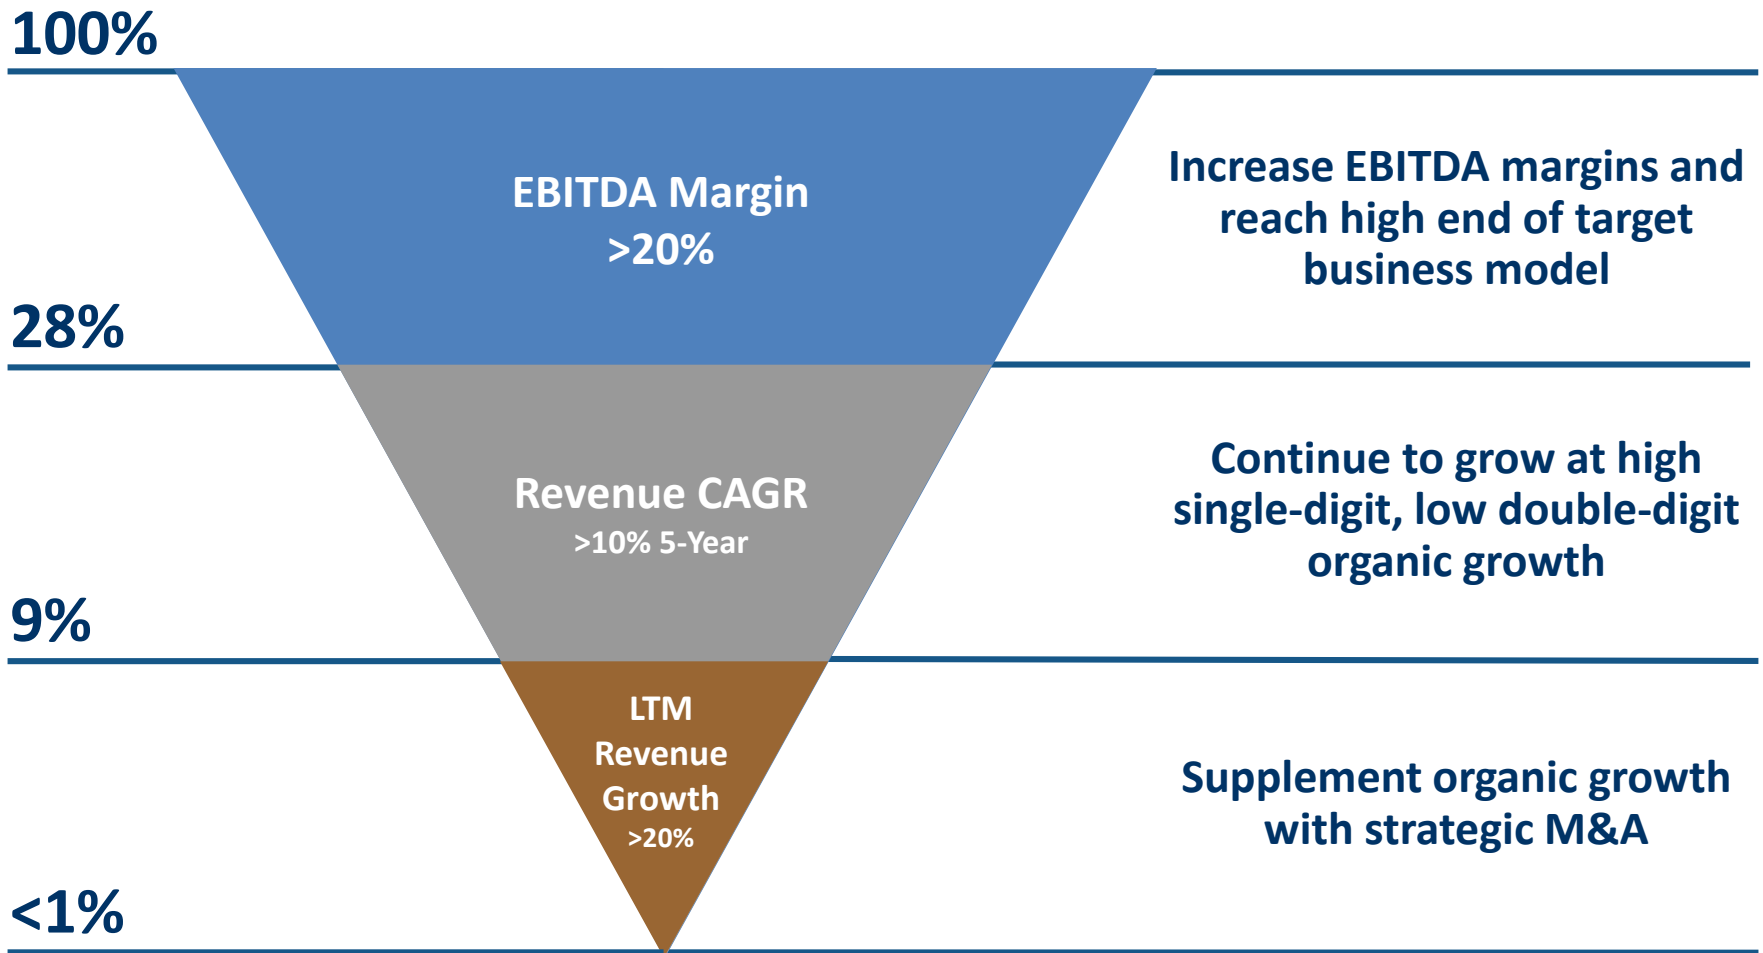 100%
EBITDA Margin
>20%
Increase EBITDA margins and
reach high end of target
business model
28%
Revenue CAGR
>10% 5-Year
Continue to grow at high
single-digit, low double-digit
organic growth
9%
LTM
Revenue
Growth
>20%
Supplement organic growth
with strategic M&A
<1%